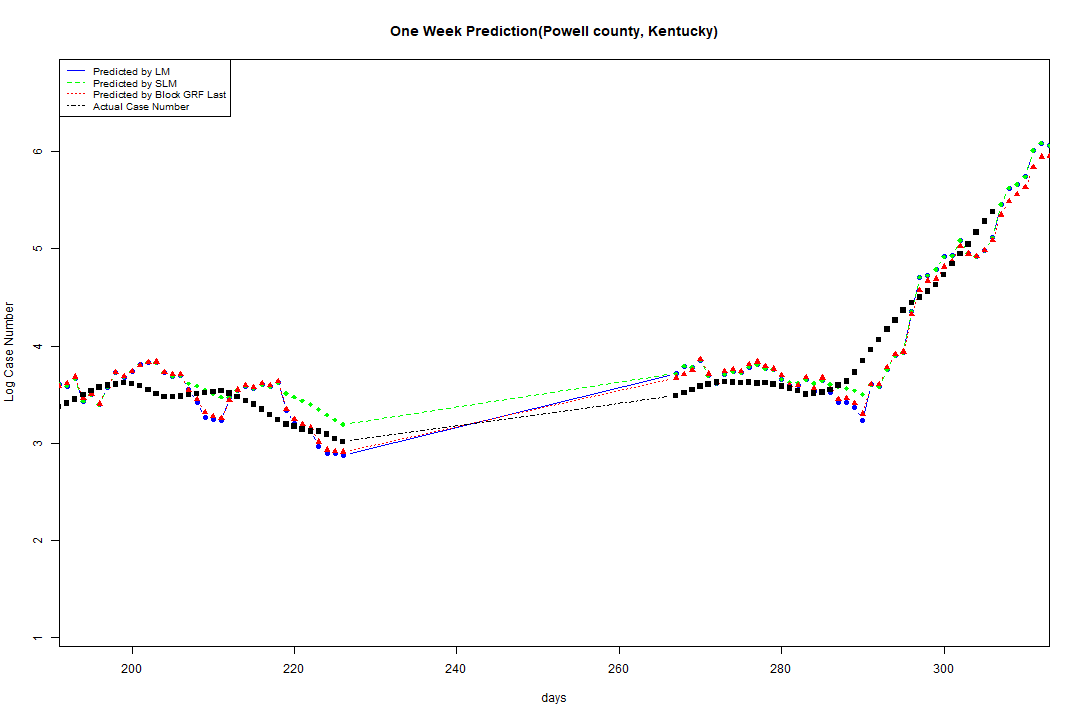 One Week Prediction(Powell county, Kentucky)
Predicted by LM
Predicted by SLM
Predicted by Block GRF Last
Actual Case Number
Log Case Number
6
5
4
3
2
1
200 220 240 260 280 300
days